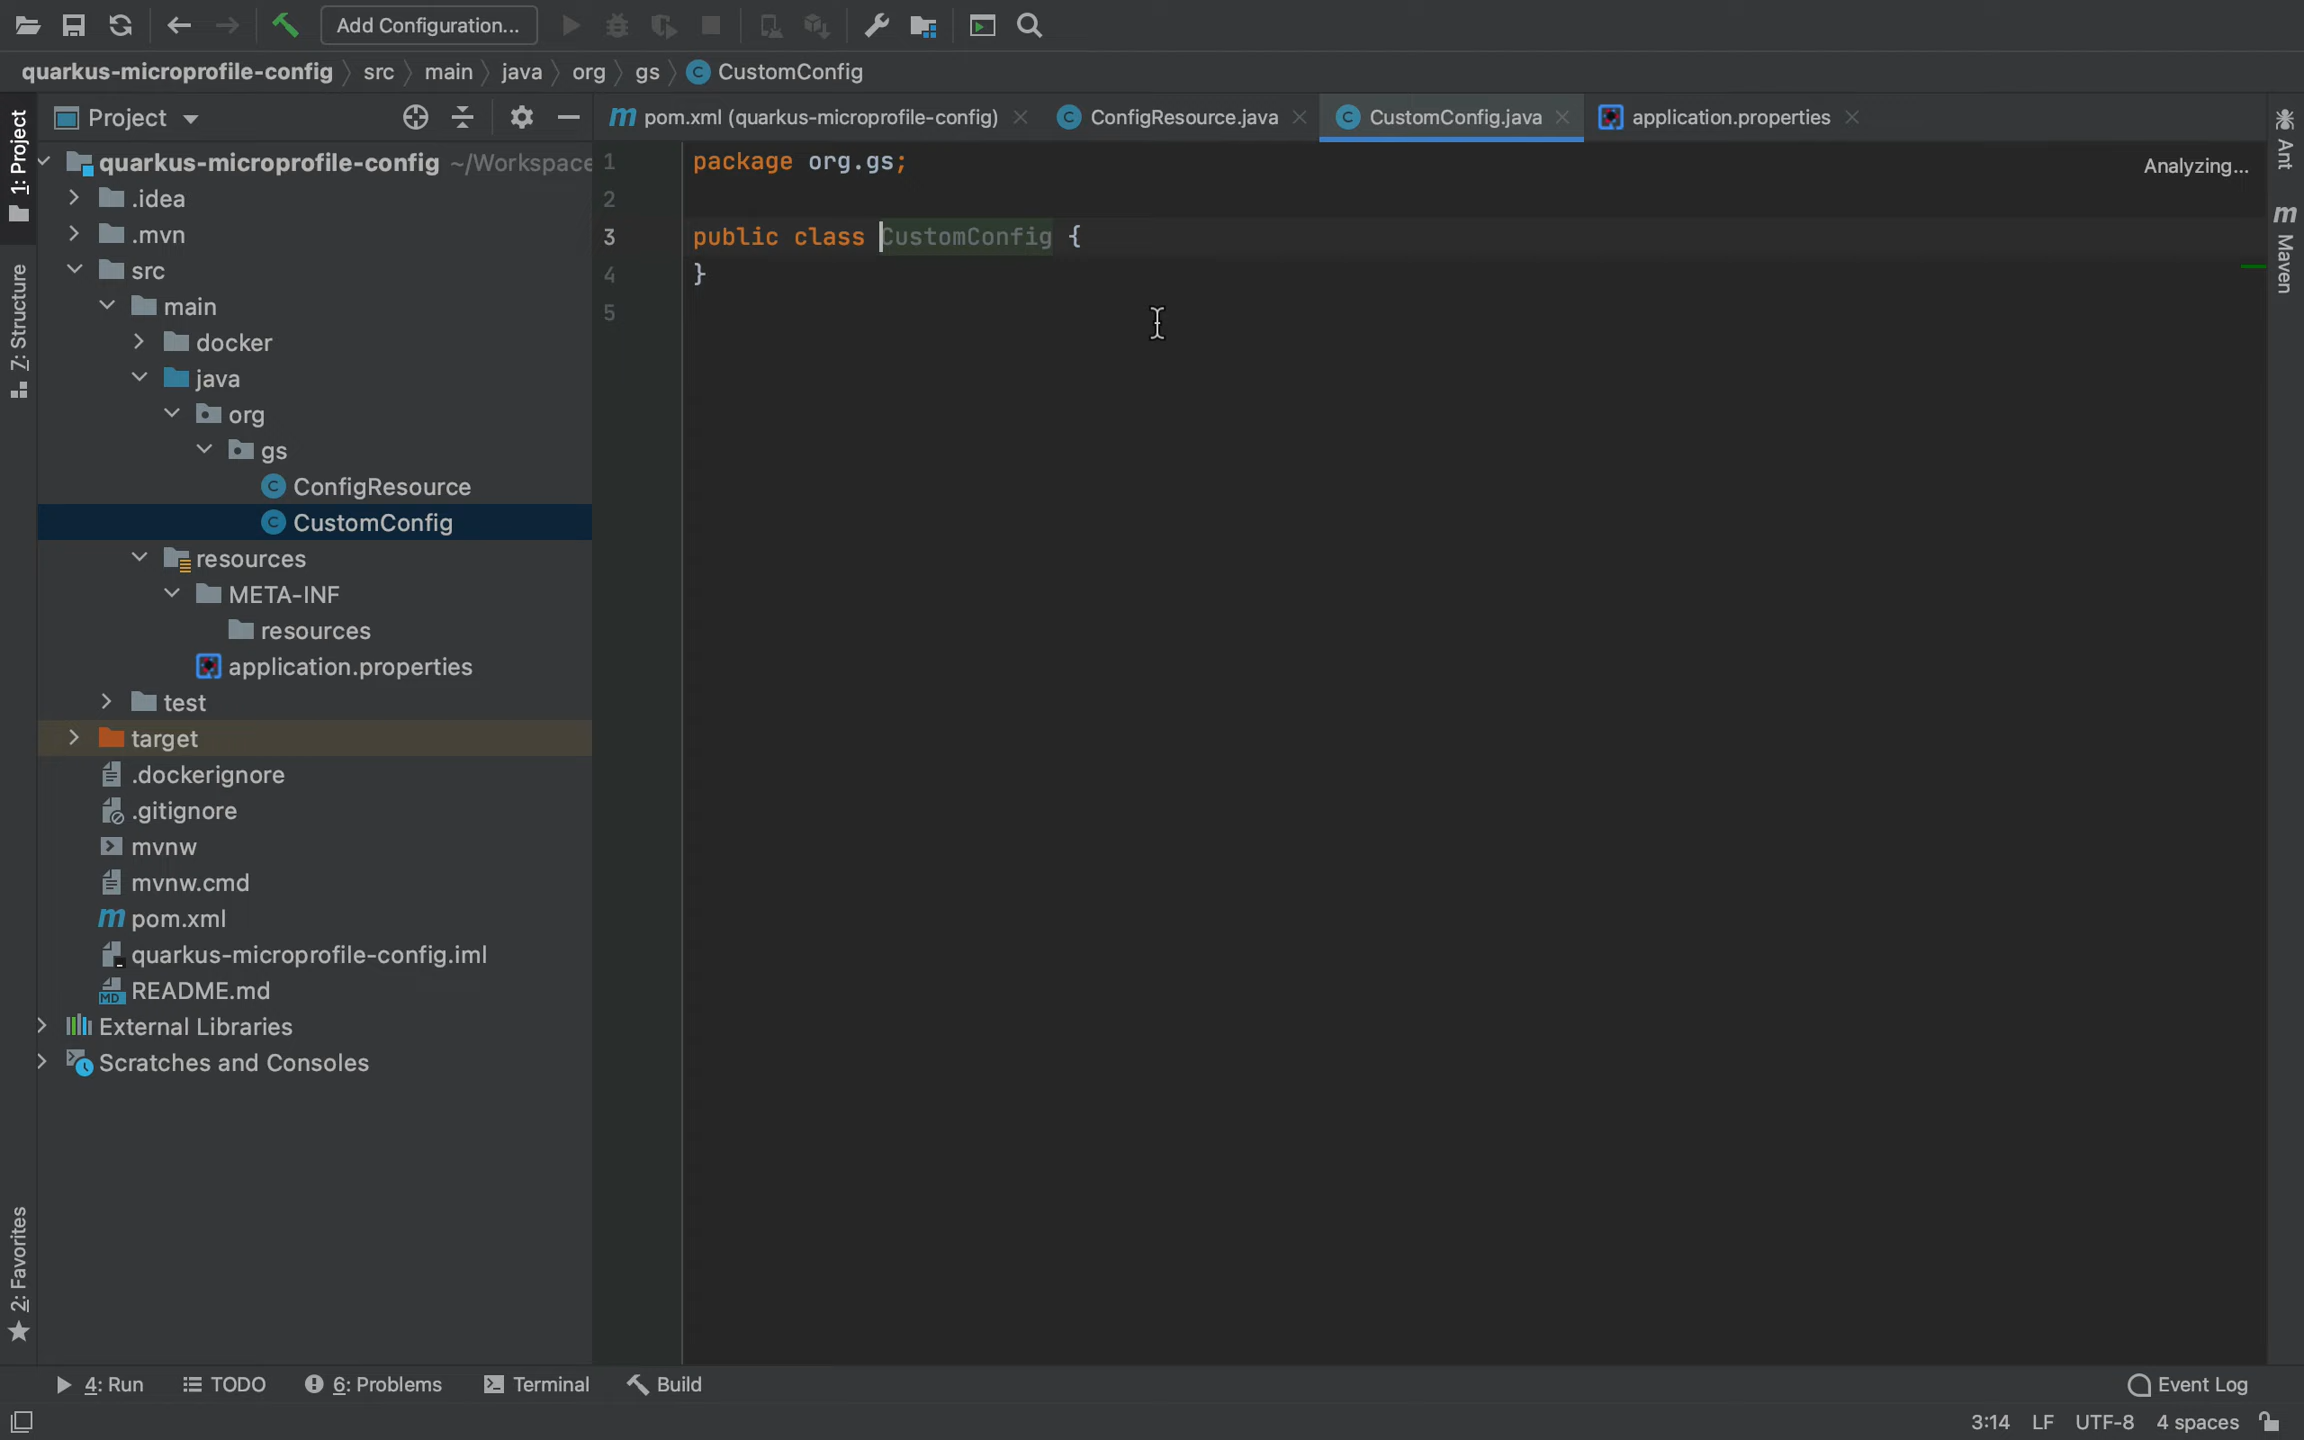 Add Configuration...
quarkus-microprofile-config src main java org gs CustomConfig
1: Project
Z: Structure
2: Favorites
Project
quarkus-microprofile-config ~/Workspace
.idea
.mvn
src
main
docker
java
org
gs
ConfigResource
CustomConfig
resources
META-INF
resources
application.properties
test
target
.dockerignore
.gitignore
mvnw
mvnw.cmd
pom.xml
quarkus-microprofile-config.iml
README.md
External Libraries
Scratches and Consoles
pom.xml (quarkus-microprofile-config) ConfigResource.java CustomConfig.java application.properties
1 package org.gs;
2
3 public class CustomConfig {
4 }
5
Analyzing...
Ant
Maven
4: Run TODO 6: Problems Terminal Build Event Log
3:14 LF UTF-8 4 spaces